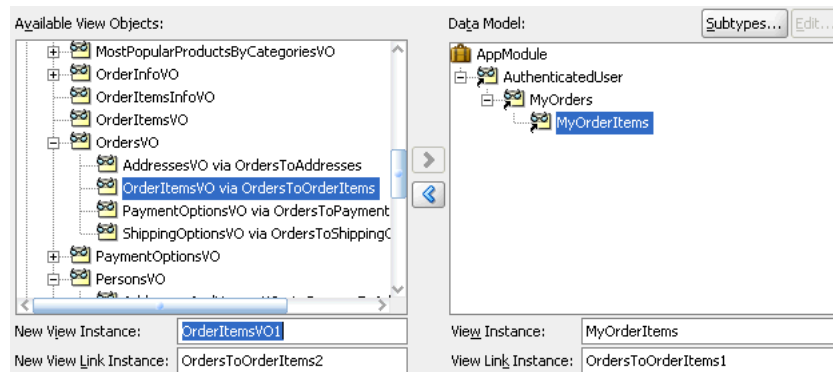 Available View Objects:
MostPopularProductsByCategoriesVO
OrderInfoVO
OrderItemsInfoVO
OrderItemsVO
OrdersVO
AddressesVO via OrdersToAddresses
OrderItemsVO via OrdersToOrderItems
PaymentOptionsVO via OrdersToPayment
ShippingOptionsVO via OrdersToShipping
PaymentOptionsVO
PersonsVO
New View Instance: OrderItemsVO1
New View Link Instance: OrdersToOrderItems2
Data Model:
Subtypes... Edit...
AppModule
AuthenticatedUser
MyOrders
MyOrderItems
View Instance: MyOrderItems
View Link Instance: OrdersToOrderItems1